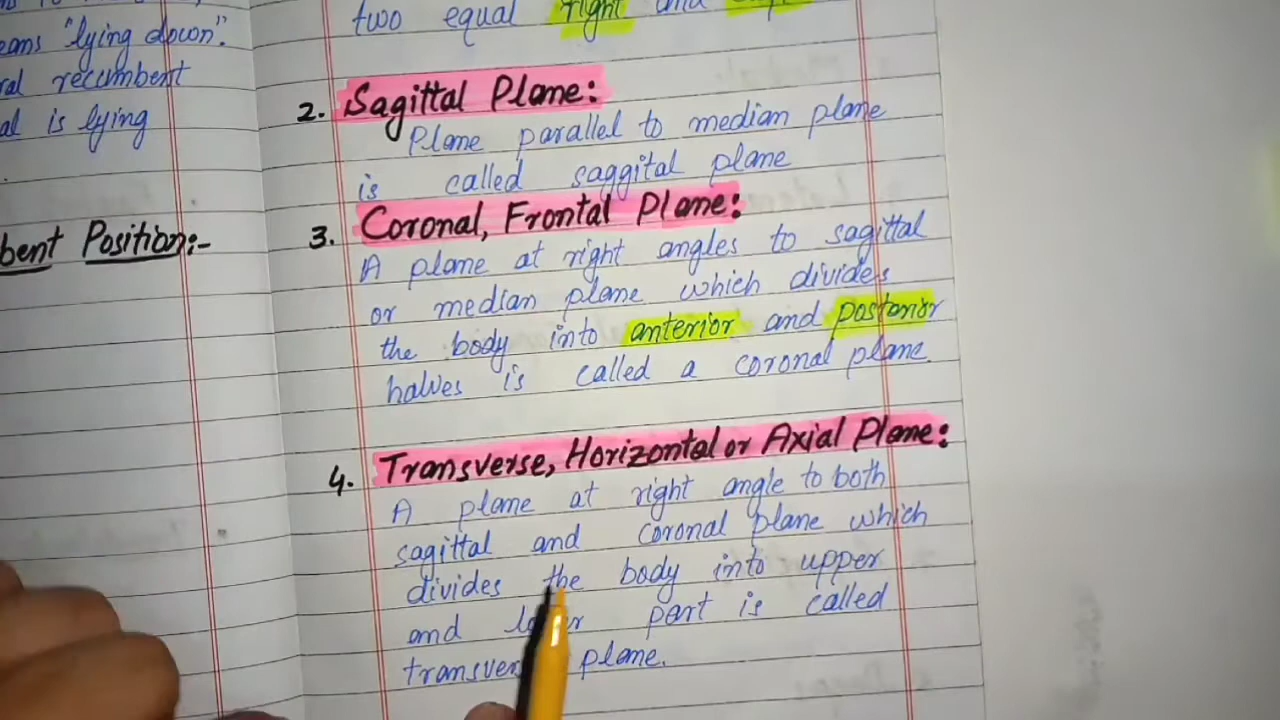 eans "lying down".
ral recumbent
al is lying
bent Position:-
two equal right and
2. Sagittal Plane:
Plane parallel to median plane
is called saggital plane
3. Coronal, Frontal Plane:
A plane at right angles to sagittal
or median plane which divides
the body into anterior and posterior
halves is called a coronal plane.
4. Transverse, Horizontal or Axial Plane:
A plane at right angle to both
sagittal and coronal plane which
divides the body into upper
and part is called
plane.